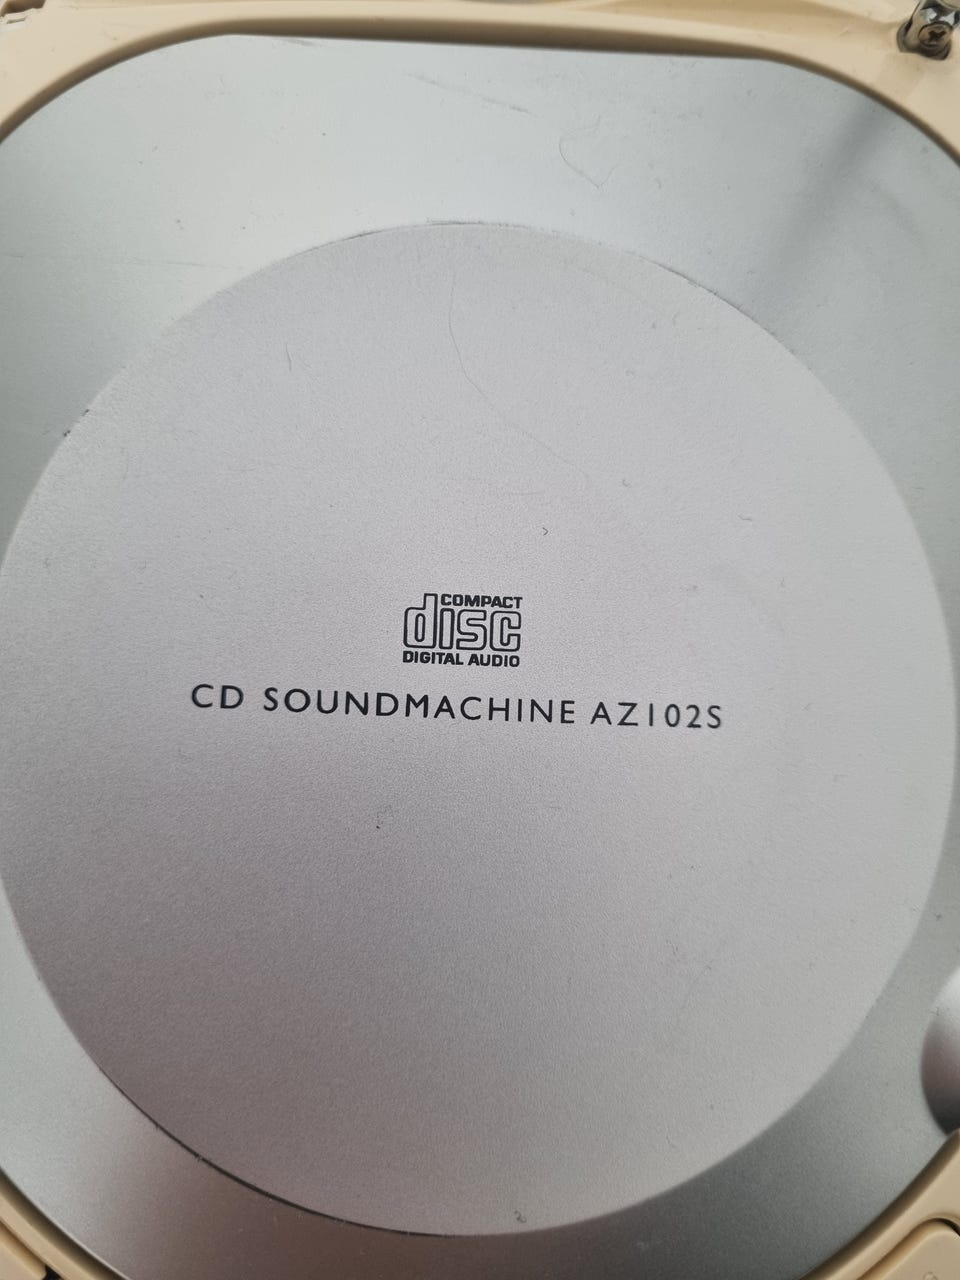 COMPACT
disc
DIGITAL AUDIO
CD SOUNDMACHINE AZ102S